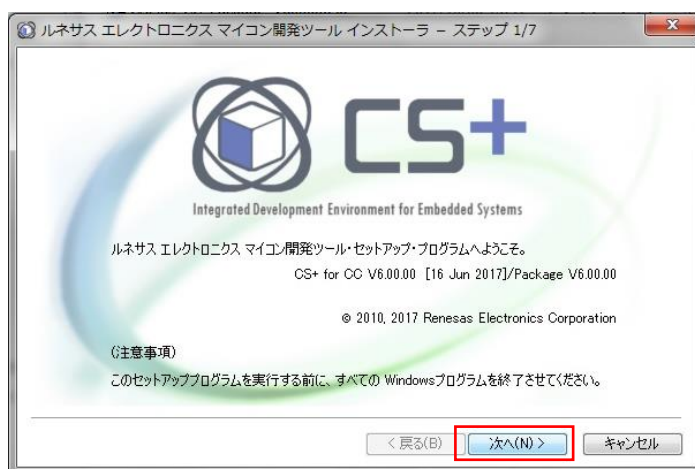 ルネサス エレクトロニクス マイコン開発ツール インストーラ - ステップ 1/7
CS+
Integrated Development Environment for Embedded Systems
ルネサス エレクトロニクス マイコン開発ツール・セットアップ・プログラムへようこそ。
CS+ for CC V6.00.00 [16 Jun 2017]/Package V6.00.00
© 2010, 2017 Renesas Electronics Corporation
(注意事項)
このセットアッププログラムを実行する前に、すべての Windowsプログラムを終了させてください。
< 戻る(B) 次へ(N) > キャンセル